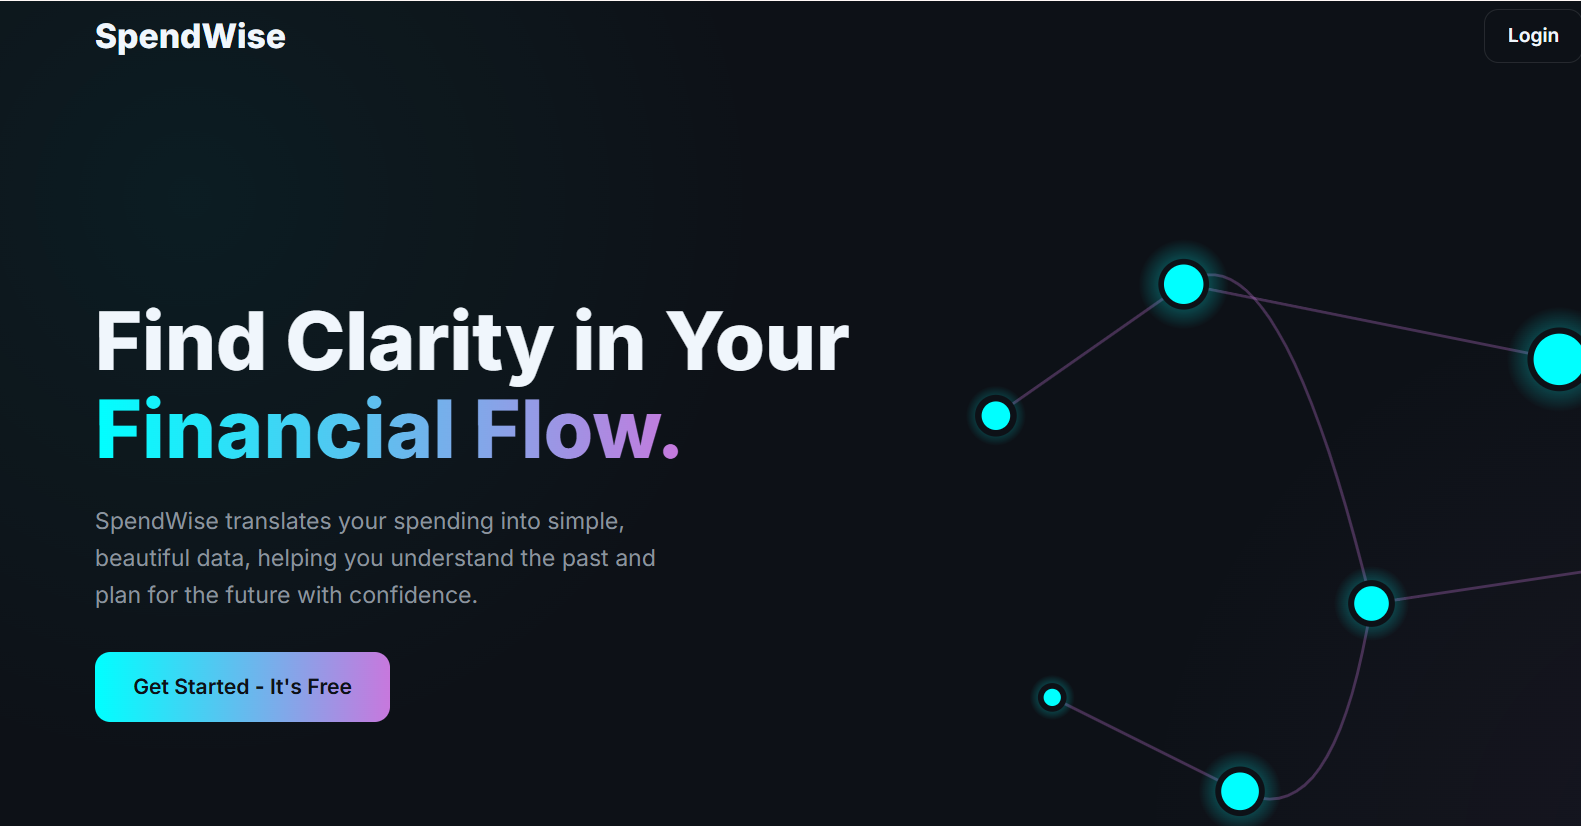 SpendWise
Login
Find Clarity in Your
Financial Flow.
SpendWise translates your spending into simple,
beautiful data, helping you understand the past and
plan for the future with confidence.
Get Started - It's Free